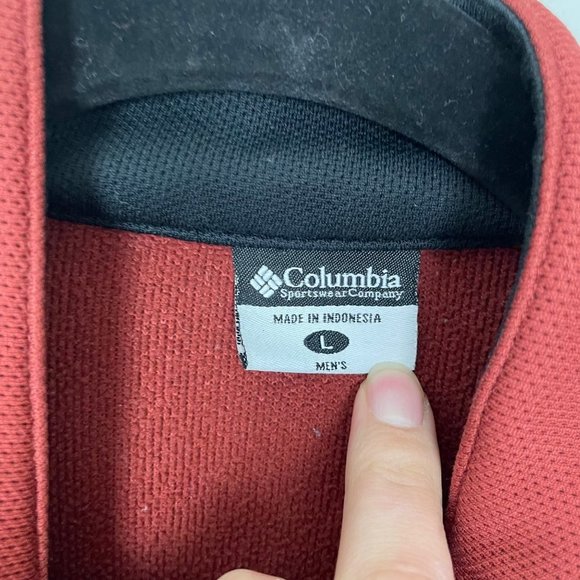 Columbia
Sportswear Company
MADE IN INDONESIA
L
MEN'S